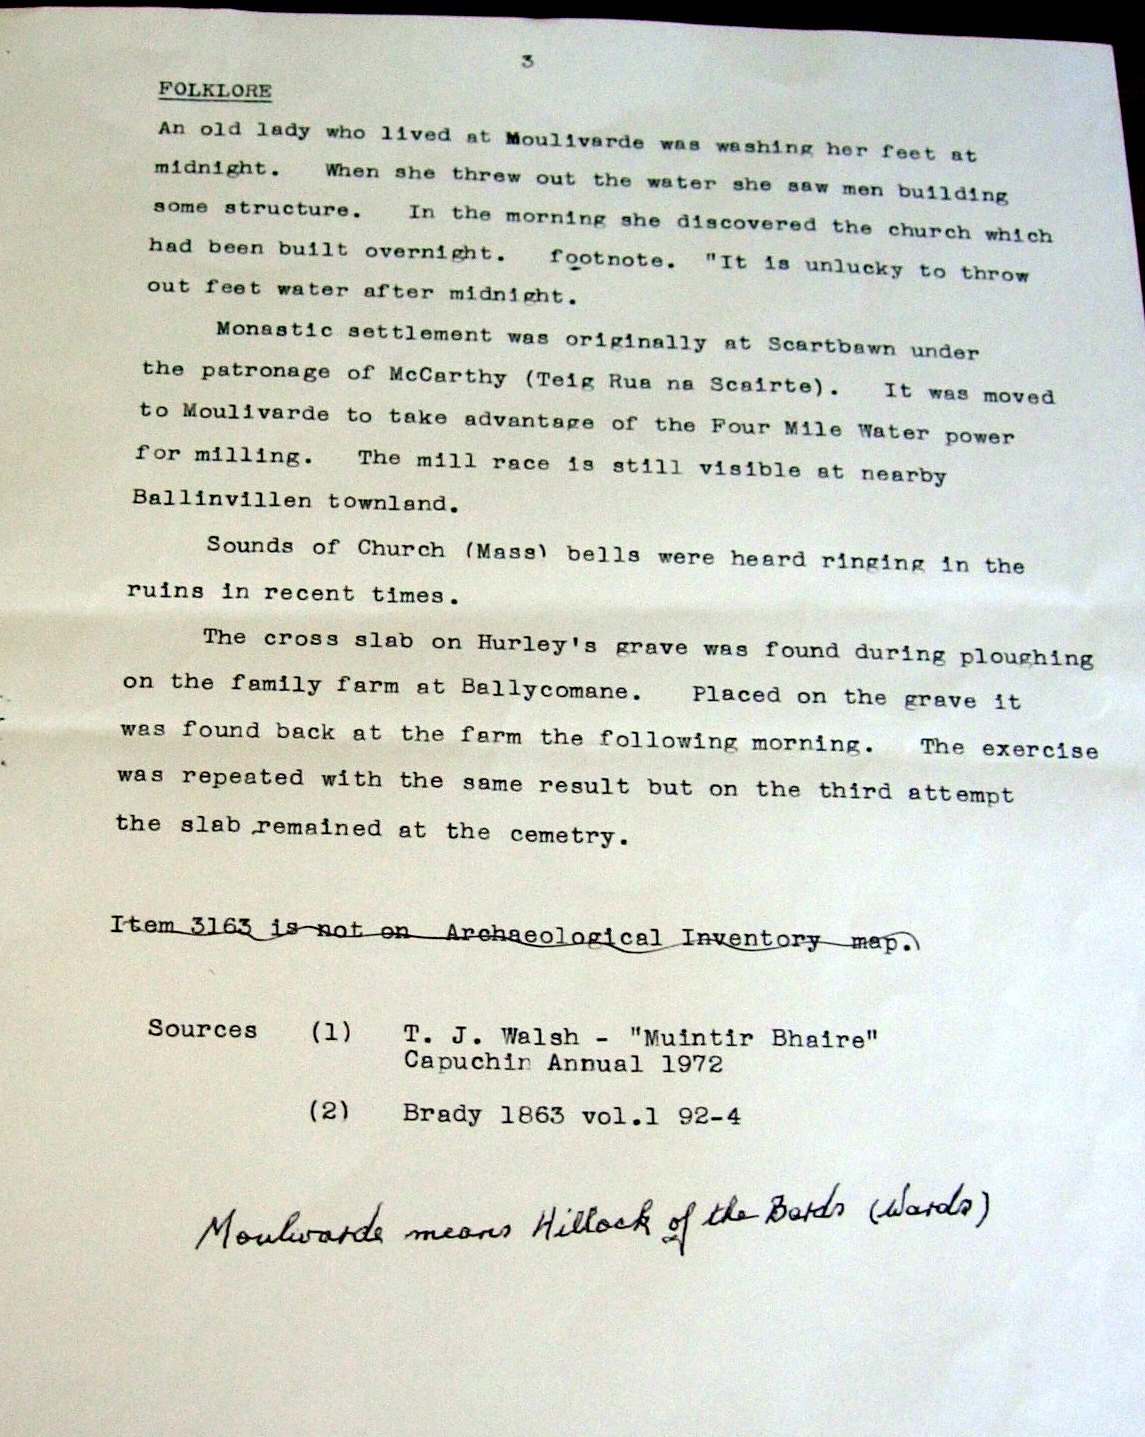 3
FOLKLORE
An old lady who lived at Moulivarde was washing her feet at
midnight. When she threw out the water she saw men building
some structure. In the morning she discovered the church which
had been built overnight. footnote. "It is unlucky to throw
out feet water after midnight.
Monastic settlement was originally at Scartbawn under
the patronage of McCarthy (Teig Rua na Scairte). It was moved
to Moulivarde to take advantage of the Four Mile Water power
for milling. The mill race is still visible at nearby
Ballinvillen townland.
Sounds of Church (Mass) bells were heard ringing in the
ruins in recent times.
The cross slab on Hurley's grave was found during ploughing
on the family farm at Ballycomane. Placed on the grave it
was found back at the farm the following morning. The exercise
was repeated with the same result but on the third attempt
the slab remained at the cemetry.
Item 3163 is not on Archaeological Inventory map.
Sources (1) T. J. Walsh - "Muintir Bhaire"
Capuchin Annual 1972
(2) Brady 1863 vol.1 92-4
Moulivarde means Hillock of the Bards (Wards)